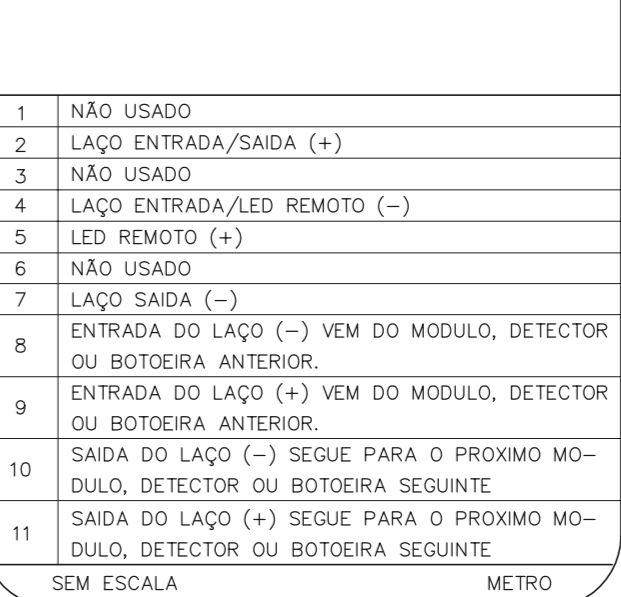 1 NÃO USADO
2 LAÇO ENTRADA/SAIDA (+)
3 NÃO USADO
4 LAÇO ENTRADA/LED REMOTO (−)
5 LED REMOTO (+)
6 NÃO USADO
7 LAÇO SAIDA (−)
8 ENTRADA DO LAÇO (−) VEM DO MODULO, DETECTOR
OU BOTOEIRA ANTERIOR.
9 ENTRADA DO LAÇO (+) VEM DO MODULO, DETECTOR
OU BOTOEIRA ANTERIOR.
10 SAIDA DO LAÇO (−) SEGUE PARA O PROXIMO MO−
DULO, DETECTOR OU BOTOEIRA SEGUINTE
11 SAIDA DO LAÇO (+) SEGUE PARA O PROXIMO MO−
DULO, DETECTOR OU BOTOEIRA SEGUINTE
SEM ESCALA METRO